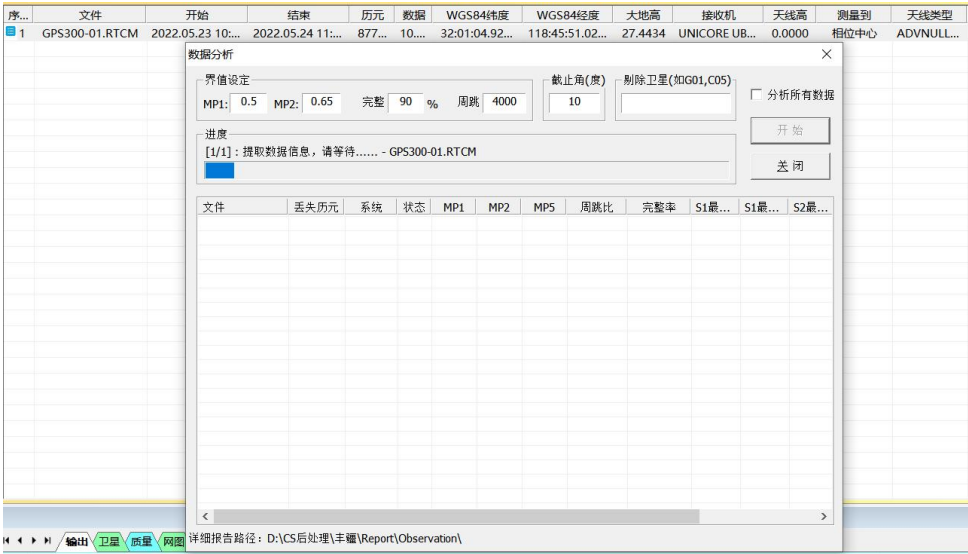 序... 文件 开始 结束 历元 数据 WGS84纬度 WGS84经度 大地高 接收机 天线高 测量到 天线类型
1 GPS300-01.RTCM 2022.05.23 10:... 2022.05.24 11:... 877... 10.... 32:01:04.92... 118:45:51.02... 27.4434 UNICORE UB... 0.0000 相位中心 ADVNULL...
数据分析
界值设定 截止角(度) 剔除卫星(如G01,C05)
MP1: 0.5 MP2: 0.65 完整 90 % 周跳 4000 10 分析所有数据
开始
进度
[1/1]：提取数据信息，请等待...... - GPS300-01.RTCM
关闭
文件 丢失历元 系统 状态 MP1 MP2 MP5 周跳比 完整率 S1最... S1最... S2最...
输出 卫星 质量 网图 详细报告路径：D:\CS后处理\丰疆\Report\Observation\